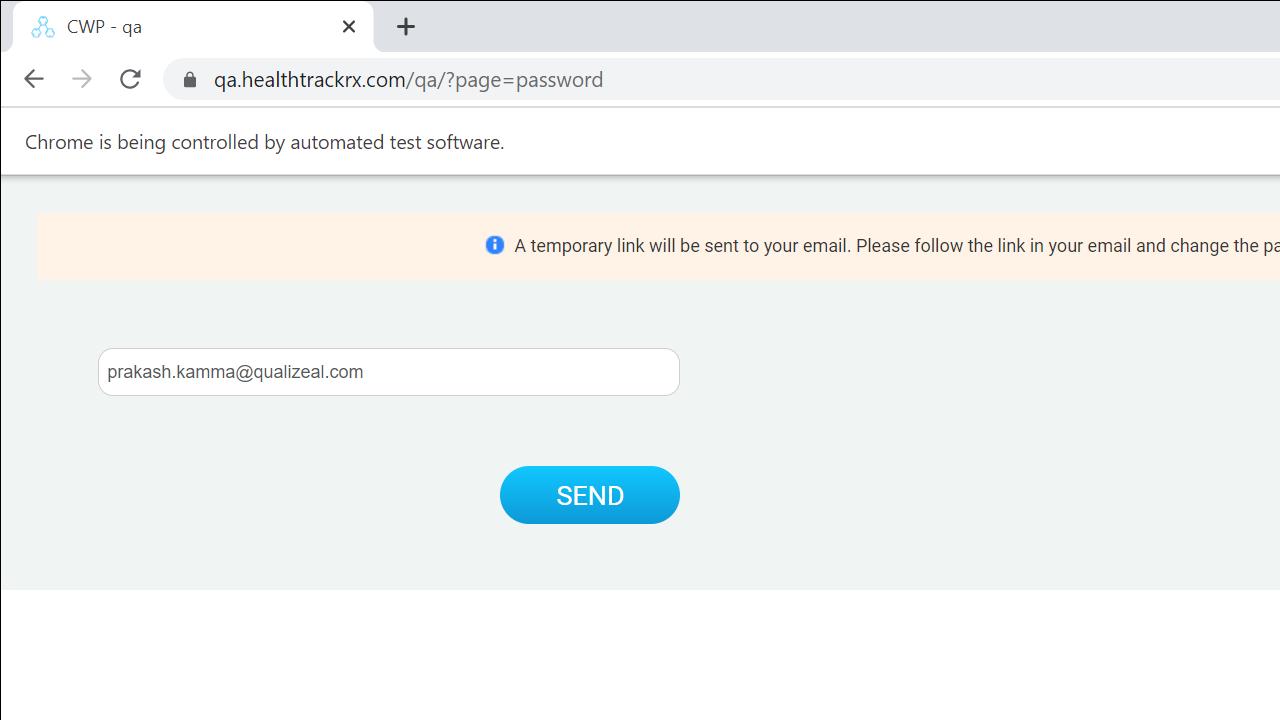 CWP - qa
qa.healthtrackrx.com/qa/?page=password
Chrome is being controlled by automated test software.
A temporary link will be sent to your email. Please follow the link in your email and change the
prakash.kamma@qualizeal.com
SEND